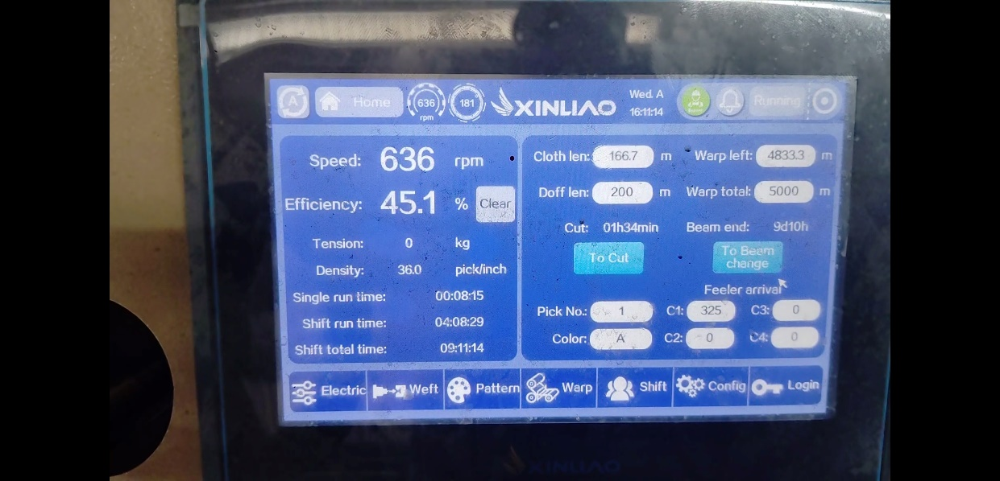 A Home 636 rpm 181 XINLIAO Wed. A 16:11:14 Running
Speed: 636 rpm
Efficiency: 45.1 % Clear
Tension: 0 kg
Density: 36.0 pick/inch
Single run time: 00:08:15
Shift run time: 04:08:29
Shift total time: 09:11:14
Cloth len: 166.7 m Warp left: 4833.3 m
Doff len: 200 m Warp total: 5000 m
Cut: 01h34min Beam end: 9d10h
To Cut To Beam change
Feeler arrival
Pick No.: 1 C1: 325 C3: 0
Color: A C2: 0 C4: 0
Electric Weft Pattern Warp Shift Config Login
XINLIAO